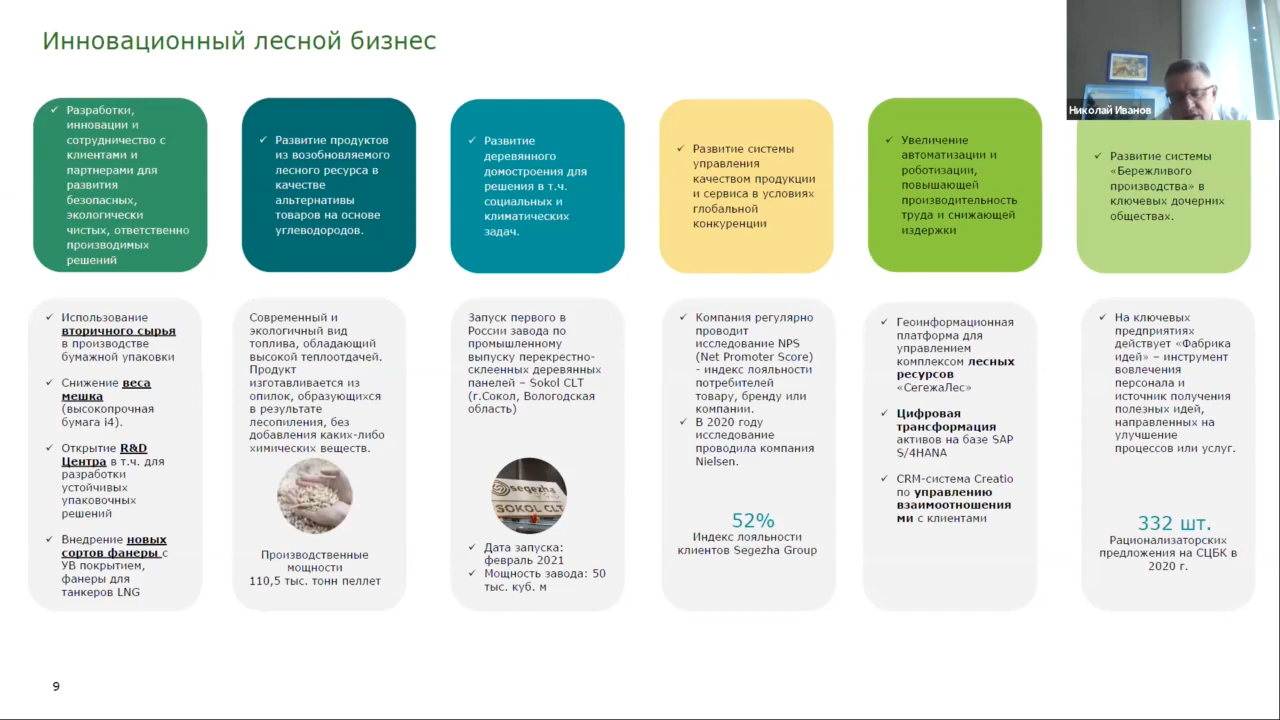 Инновационный лесной бизнес
Николай Иванов
✓ Разработки,
инновации и
сотрудничество с
клиентами и
партнерами для
развития
безопасных,
экологически
чистых, ответственно
производимых
решений
✓ Развитие продуктов
из возобновляемого
лесного ресурса в
качестве
альтернативы
товаров на основе
углеводородов.
✓ Развитие
деревянного
домостроения для
решения в т.ч.
социальных и
климатических
задач.
✓ Развитие системы
управления
качеством продукции
и сервиса в условиях
глобальной
конкуренции
✓ Увеличение
автоматизации и
роботизации,
повышающей
производительность
труда и снижающей
издержки
✓ Развитие системы
«Бережливого
производства» в
ключевых дочерних
обществах.
✓ Использование
вторичного сырья
в производстве
бумажной упаковки
✓ Снижение веса
мешка
(высокопрочная
бумага i4).
✓ Открытие R&D
Центра в т.ч. для
разработки
устойчивых
упаковочных
решений
✓ Внедрение новых
сортов фанеры с
УВ покрытием,
фанеры для
танкеров LNG
Современный и
экологичный вид
топлива, обладающий
высокой теплоотдачей.
Продукт
изготавливается из
опилок, образующихся
в результате
лесопиления, без
добавления каких-либо
химических веществ.
Производственные
мощности
110,5 тыс. тонн пеллет
Запуск первого в
России завода по
промышленному
выпуску перекрестно-
склеенных деревянных
панелей – Sokol CLT
(г.Сокол, Вологодская
область)
segezha
SOKOL CLT
✓ Дата запуска:
февраль 2021
✓ Мощность завода: 50
тыс. куб. м
✓ Компания регулярно
проводит
исследование NPS
(Net Promoter Score)
- индекс лояльности
потребителей
товару, бренду или
компании.
✓ В 2020 году
исследование
проводила компания
Nielsen.
52%
Индекс лояльности
клиентов Segezha Group
✓ Геоинформационная
платформа для
управлением
комплексом лесных
ресурсов
«СегежаЛес»
✓ Цифровая
трансформация
активов на базе SAP
S/4HANA
✓ CRM-система Creatio
по управлению
взаимоотношения
ми с клиентами
✓ На ключевых
предприятиях
действует «Фабрика
идей» – инструмент
вовлечения
персонала и
источник получения
полезных идей,
направленных на
улучшение
процессов или услуг.
332 шт.
Рационализаторских
предложения на СЦБК в
2020 г.
9